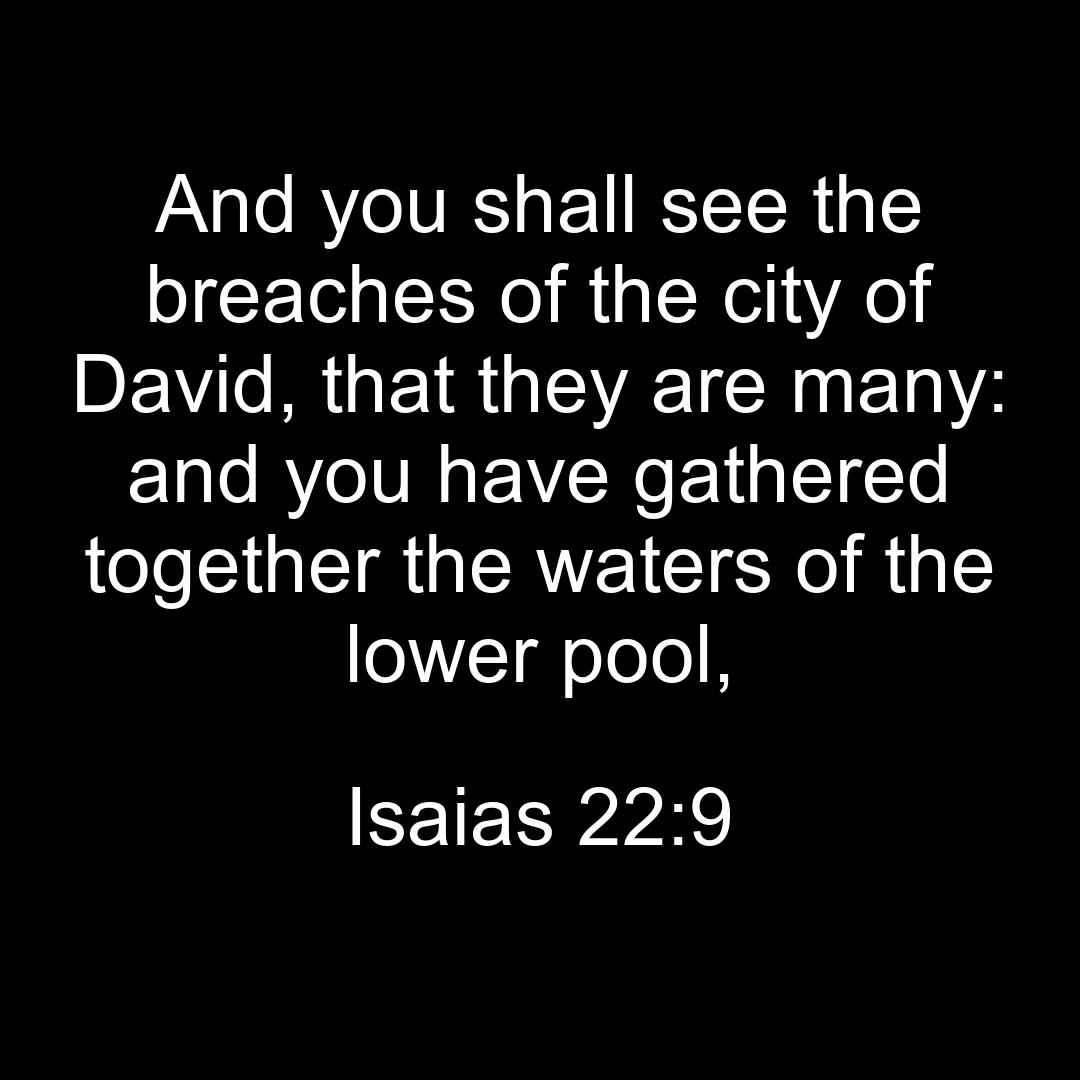 And you shall see the
breaches of the city of
David, that they are many:
and you have gathered
together the waters of the
lower pool,
Isaias 22:9